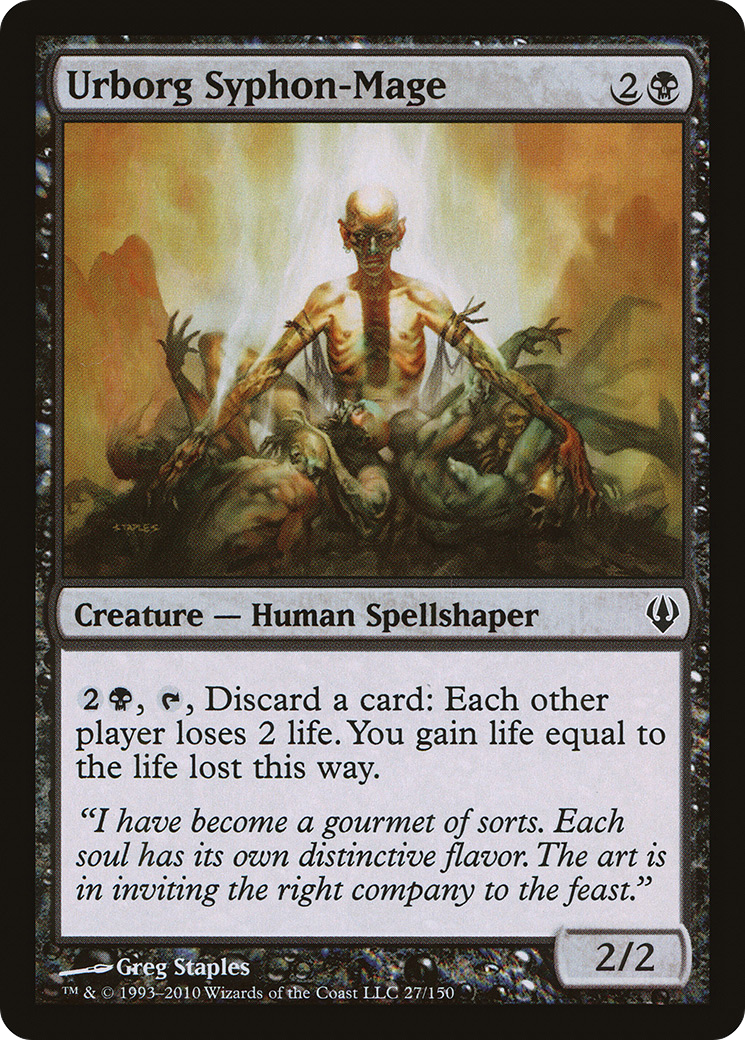 Urborg Syphon-Mage 2
STAPLES
Creature — Human Spellshaper
2, , Discard a card: Each other
player loses 2 life. You gain life equal to
the life lost this way.
“I have become a gourmet of sorts. Each
soul has its own distinctive flavor. The art is
in inviting the right company to the feast.”
2/2
Greg Staples
™ & © 1993–2010 Wizards of the Coast LLC 27/150